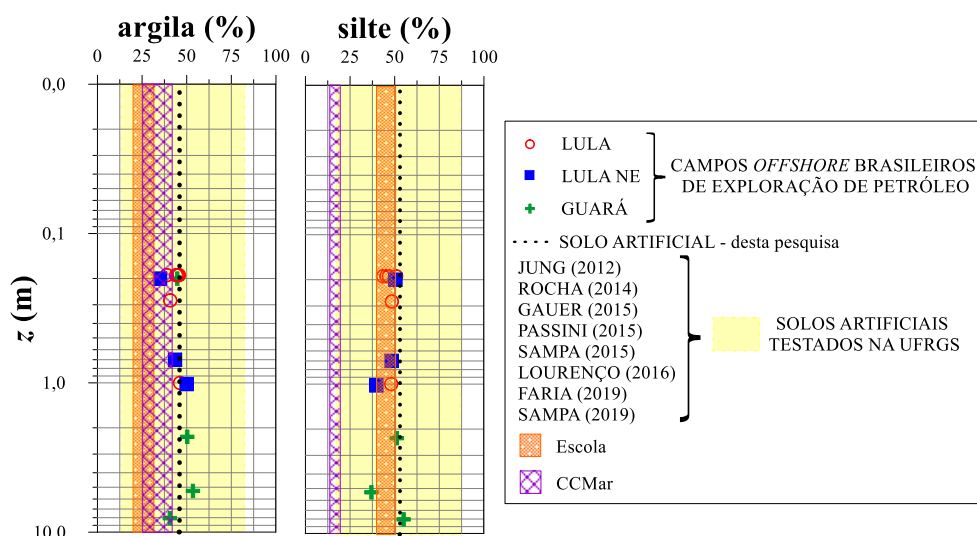 argila (%)
silte (%)
0 25 50 75 100
0 25 50 75 100
0,0
0,1
1,0
10,0
z (m)
LULA
LULA NE
GUARÁ
CAMPOS OFFSHORE BRASILEIROS
DE EXPLORAÇÃO DE PETRÓLEO
SOLO ARTIFICIAL - desta pesquisa
JUNG (2012)
ROCHA (2014)
GAUER (2015)
PASSINI (2015)
SAMPA (2015)
LOURENÇO (2016)
FARIA (2019)
SAMPA (2019)
SOLOS ARTIFICIAIS
TESTADOS NA UFRGS
Escola
CCMar